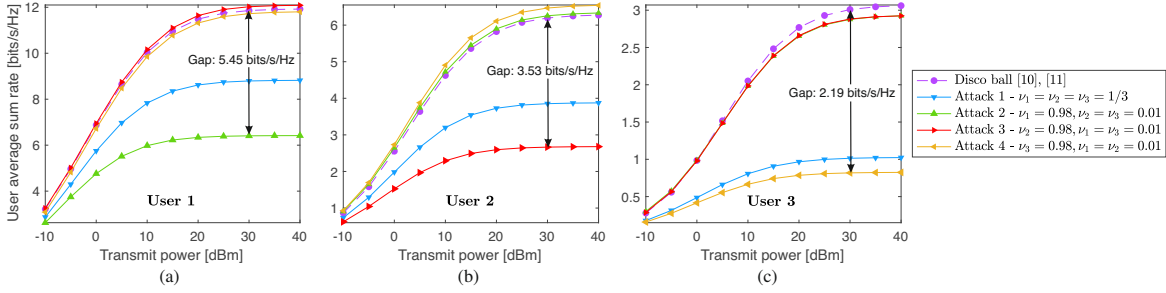 User average sum rate [bits/s/Hz]
12
10
8
6
4
Gap: 5.45 bits/s/Hz
User 1
-10 0 10 20 30 40
Transmit power [dBm]
(a)
6
5
4
3
2
1
Gap: 3.53 bits/s/Hz
User 2
-10 0 10 20 30 40
Transmit power [dBm]
(b)
3
2.5
2
1.5
1
0.5
Gap: 2.19 bits/s/Hz
User 3
-10 0 10 20 30 40
Transmit power [dBm]
(c)
Disco ball [10], [11]
Attack 1 - ν₁ = ν₂ = ν₃ = 1/3
Attack 2 - ν₁ = 0.98, ν₂ = ν₃ = 0.01
Attack 3 - ν₂ = 0.98, ν₁ = ν₃ = 0.01
Attack 4 - ν₃ = 0.98, ν₁ = ν₂ = 0.01